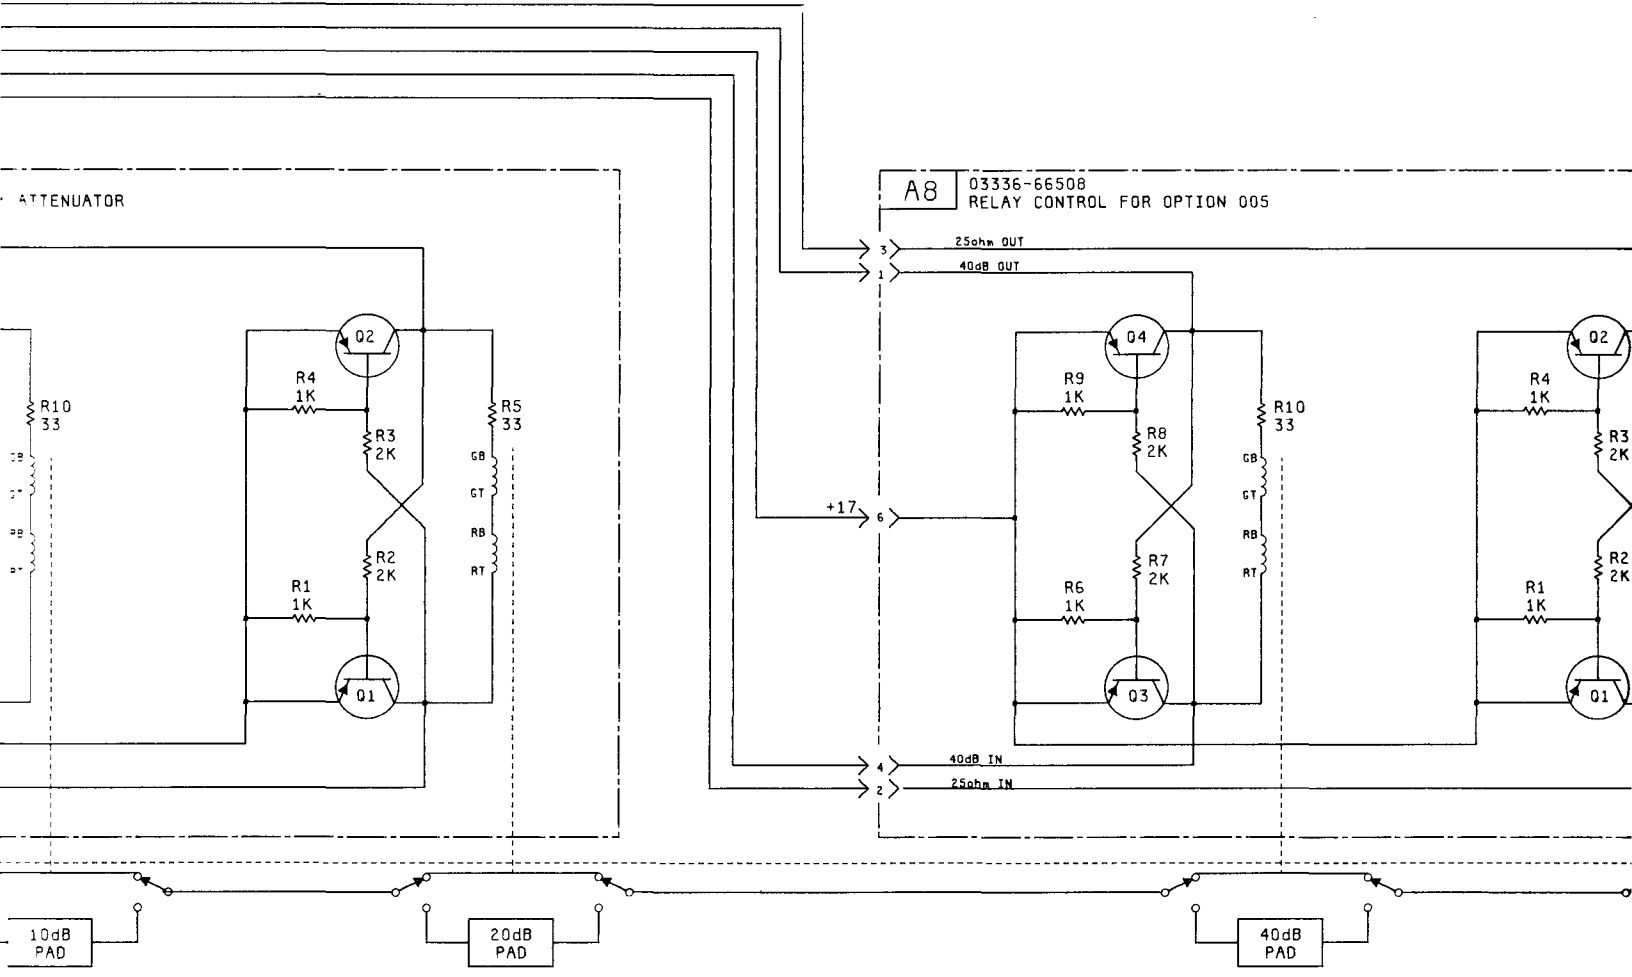 ATTENUATOR
A8
03336-66508
RELAY CONTROL FOR OPTION 005
3
25ohm OUT
1
40dB OUT
Q2
Q4
Q2
R4
1K
R9
1K
R4
1K
R10
33
R5
33
R10
33
R3
2K
R8
2K
R3
2K
GB
GT
RB
RT
GB
GT
RB
RT
+17
6
R2
2K
R7
2K
R2
2K
R1
1K
R6
1K
R1
1K
Q1
Q3
Q1
4
40dB IN
2
25ohm IN
10dB
PAD
20dB
PAD
40dB
PAD